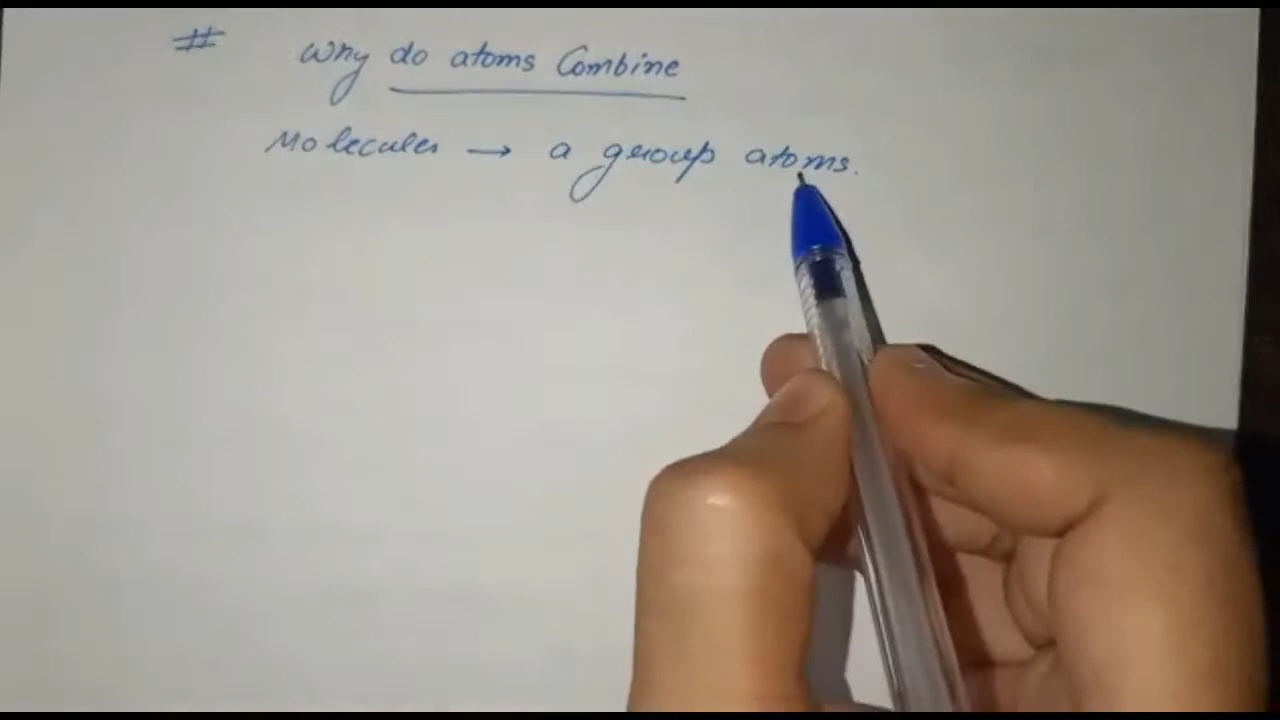 # Why do atoms Combine
Molecules → a group atoms.